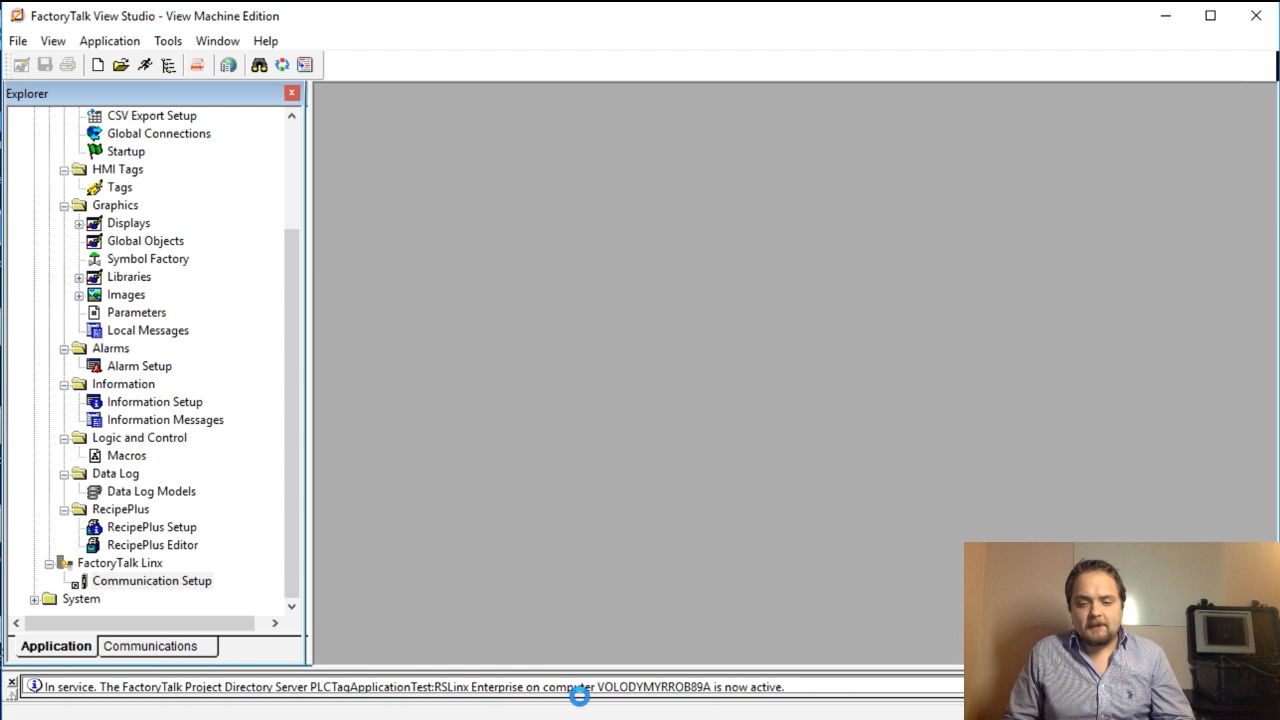 FactoryTalk View Studio - View Machine Edition
File View Application Tools Window Help
Explorer
CSV Export Setup
Global Connections
Startup
HMI Tags
Tags
Graphics
Displays
Global Objects
Symbol Factory
Libraries
Images
Parameters
Local Messages
Alarms
Alarm Setup
Information
Information Setup
Information Messages
Logic and Control
Macros
Data Log
Data Log Models
RecipePlus
RecipePlus Setup
RecipePlus Editor
FactoryTalk Linx
Communication Setup
System
Application Communications
In service. The FactoryTalk Project Directory Server PLCTagApplicationTest:RSLinx Enterprise on computer VOLODYMYRROB89A is now active.